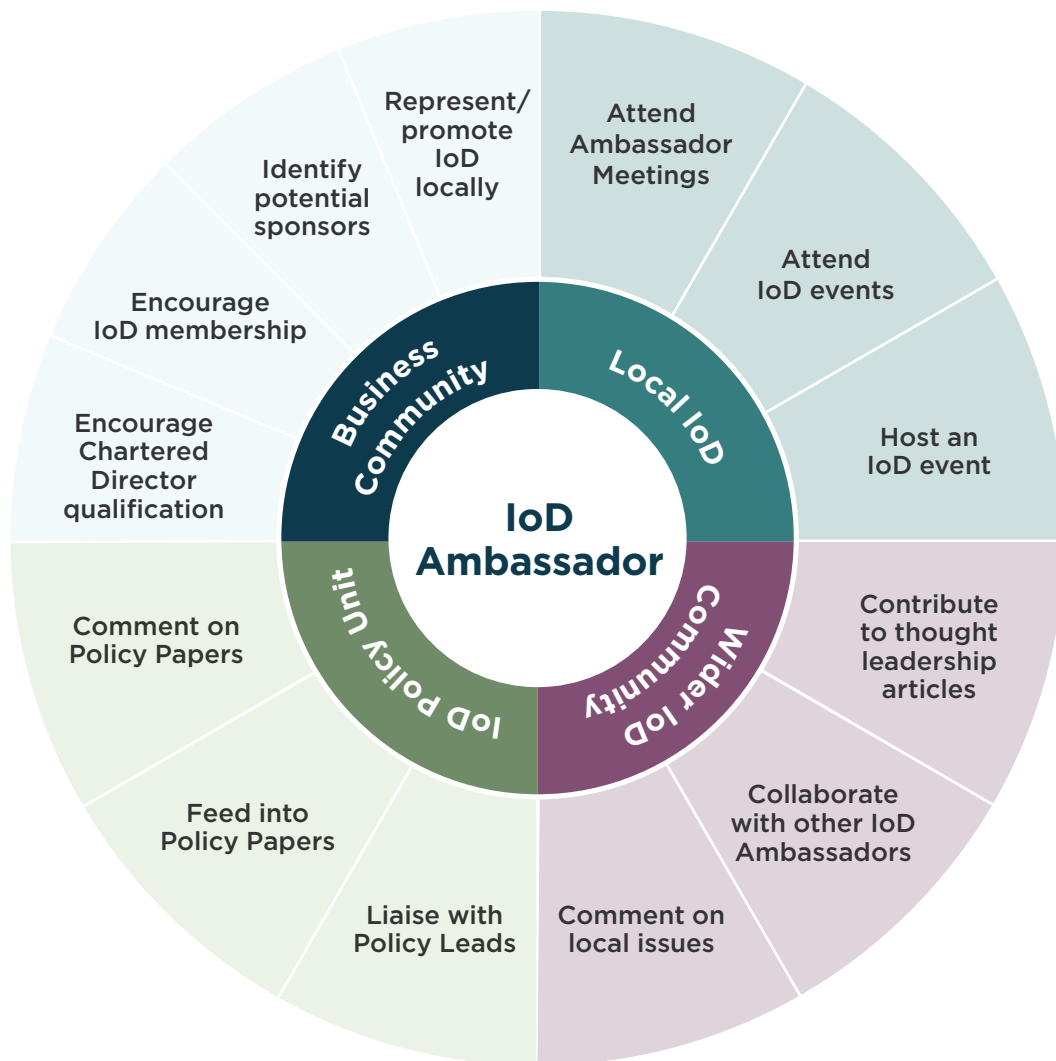 IoD
Ambassador
Business
Community
Represent/
promote
IoD
locally
Identify
potential
sponsors
Encourage
IoD membership
Encourage
Chartered
Director
qualification
Local IoD
Attend
Ambassador
Meetings
Attend
IoD events
Host an
IoD event
Wider IoD
Community
Contribute
to thought
leadership
articles
Collaborate
with other IoD
Ambassadors
Comment on
local issues
IoD Policy Unit
Liaise with
Policy Leads
Feed into
Policy Papers
Comment on
Policy Papers